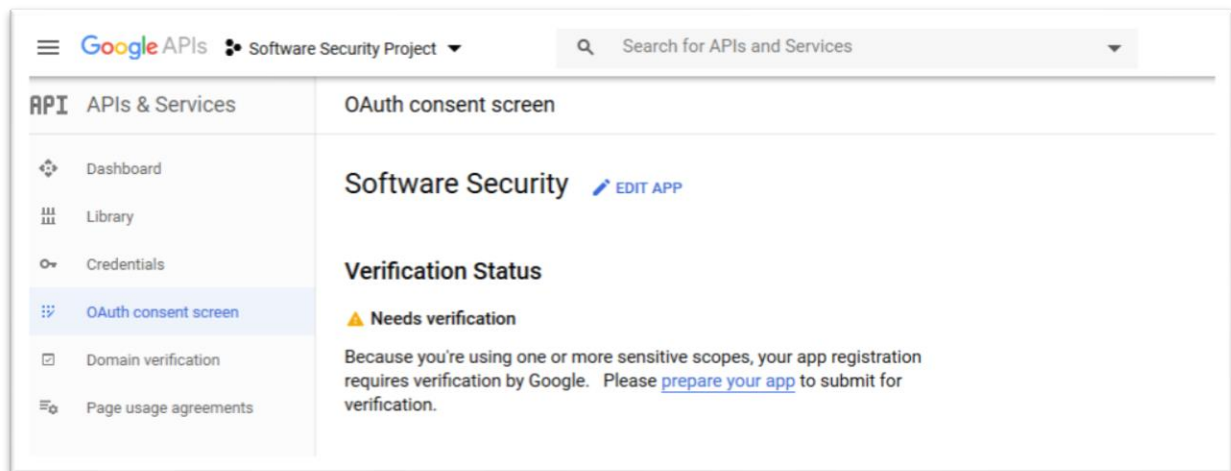 Google APIs Software Security Project Search for APIs and Services
API APIs & Services
OAuth consent screen
Dashboard
Library
Credentials
OAuth consent screen
Domain verification
Page usage agreements
Software Security EDIT APP
Verification Status
Needs verification
Because you're using one or more sensitive scopes, your app registration
requires verification by Google. Please prepare your app to submit for
verification.